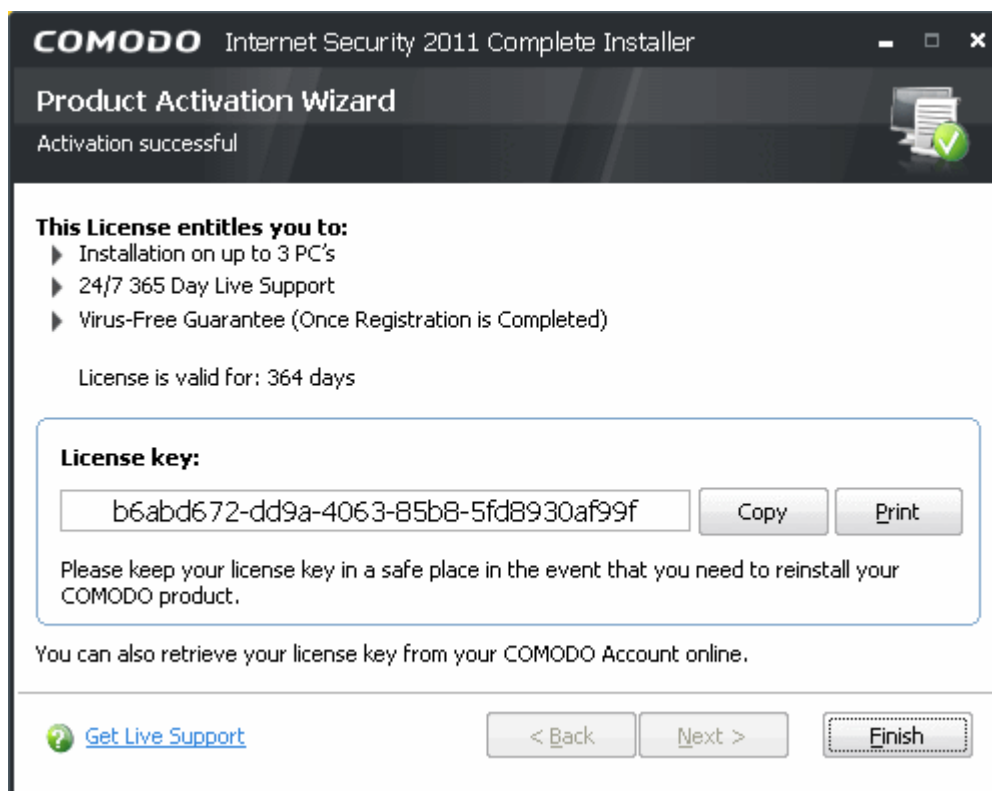 COMODO Internet Security 2011 Complete Installer
Product Activation Wizard
Activation successful
This License entitles you to:
Installation on up to 3 PC's
24/7 365 Day Live Support
Virus-Free Guarantee (Once Registration is Completed)
License is valid for: 364 days
License key:
b6abd672-dd9a-4063-85b8-5fd8930af99f Copy Print
Please keep your license key in a safe place in the event that you need to reinstall your
COMODO product.
You can also retrieve your license key from your COMODO Account online.
Get Live Support < Back Next > Finish